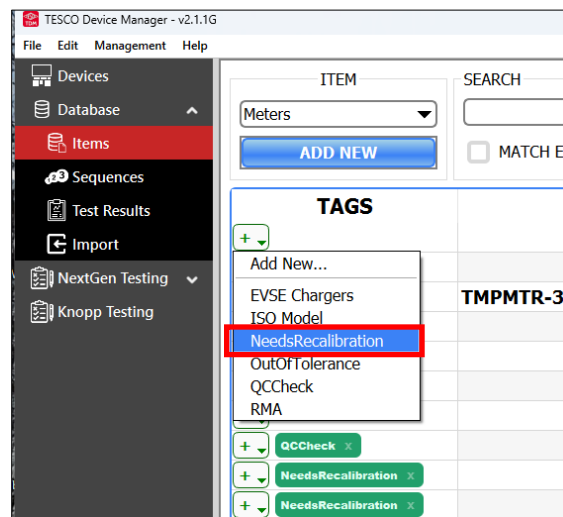 TESCO Device Manager - v2.1.1G
File Edit Management Help
Devices
Database
Items
Sequences
Test Results
Import
NextGen Testing
Knopp Testing
ITEM
Meters
ADD NEW
SEARCH
MATCH E
TAGS
+
Add New...
EVSE Chargers
ISO Model
NeedsRecalibration
OutOfTolerance
QCCheck
RMA
TMPMTR-3
+ QCCheck x
+ NeedsRecalibration x
+ NeedsRecalibration x